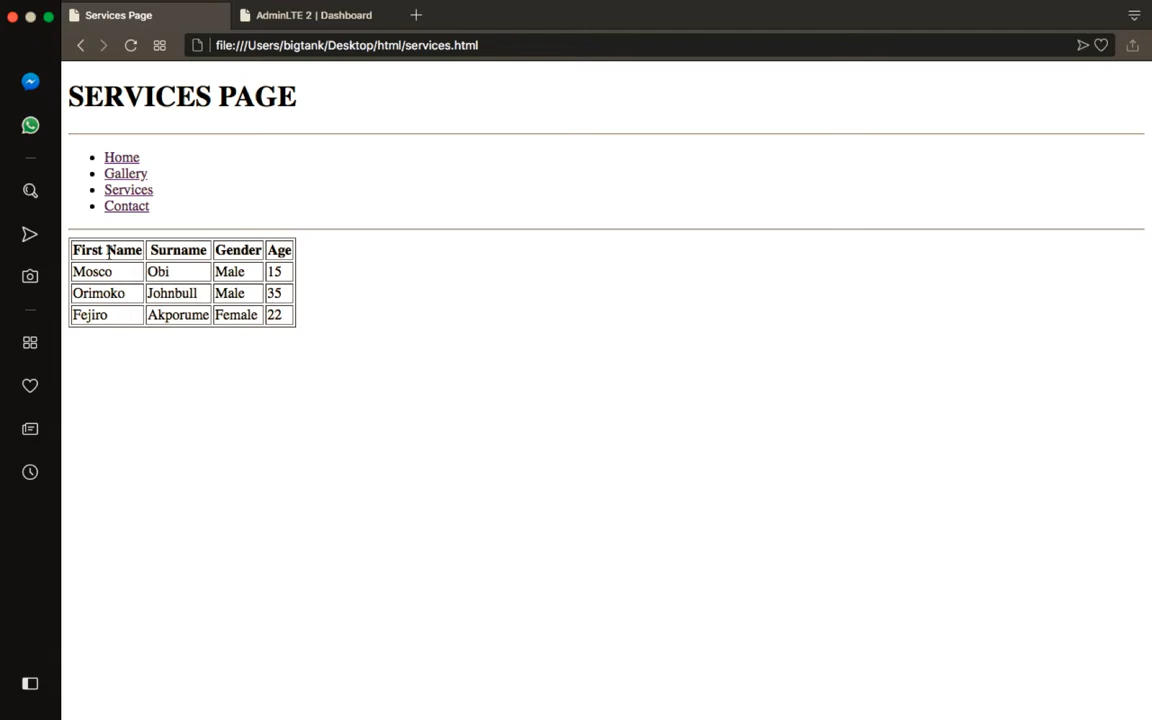 Services Page
AdminLTE 2 | Dashboard
file:///Users/bigtank/Desktop/html/services.html
SERVICES PAGE
Home
Gallery
Services
Contact
First Name Surname Gender Age
Mosco Obi Male 15
Orimoko Johnbull Male 35
Fejiro Akporume Female 22